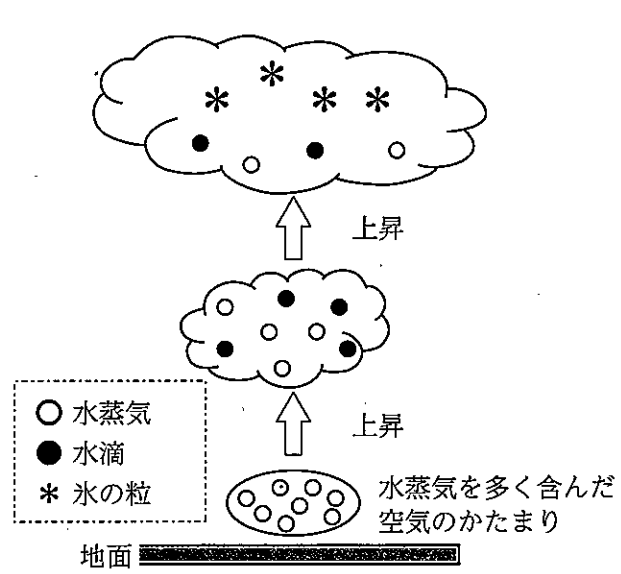 上昇
上昇
水蒸気
水滴
氷の粒
水蒸気を多く含んだ
空気のかたまり
地面